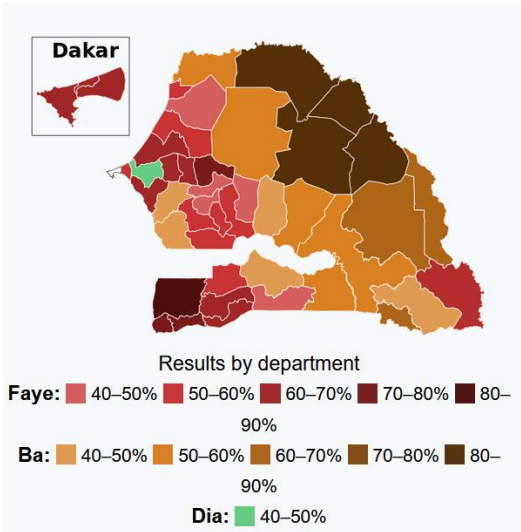 Dakar
Results by department
Faye: 40–50% 50–60% 60–70% 70–80% 80–
90%
Ba: 40–50% 50–60% 60–70% 70–80% 80–
90%
Dia: 40–50%